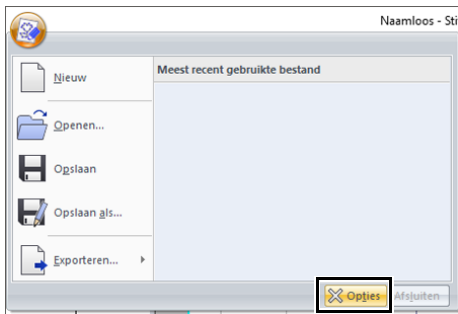 Naamloos - Sti
Nieuw
Meest recent gebruikte bestand
Openen...
Opslaan
Opslaan als...
Exporteren...
Opties
Afsluiten